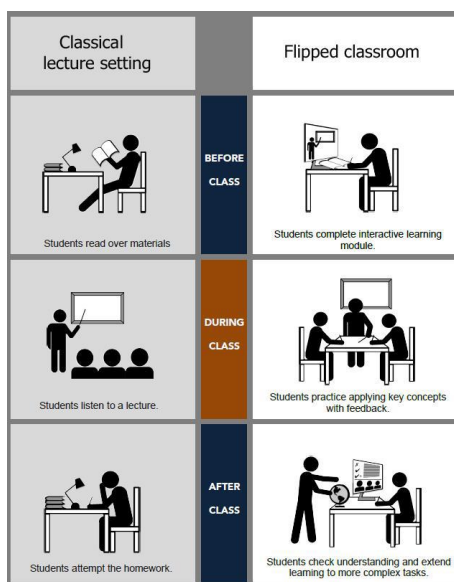 Classical
lecture setting
Flipped classroom
BEFORE
CLASS
Students read over materials
Students complete interactive learning
module.
DURING
CLASS
Students listen to a lecture.
Students practice applying key concepts
with feedback.
AFTER
CLASS
Students attempt the homework.
Students check understanding and extend
learning to more complex tasks.